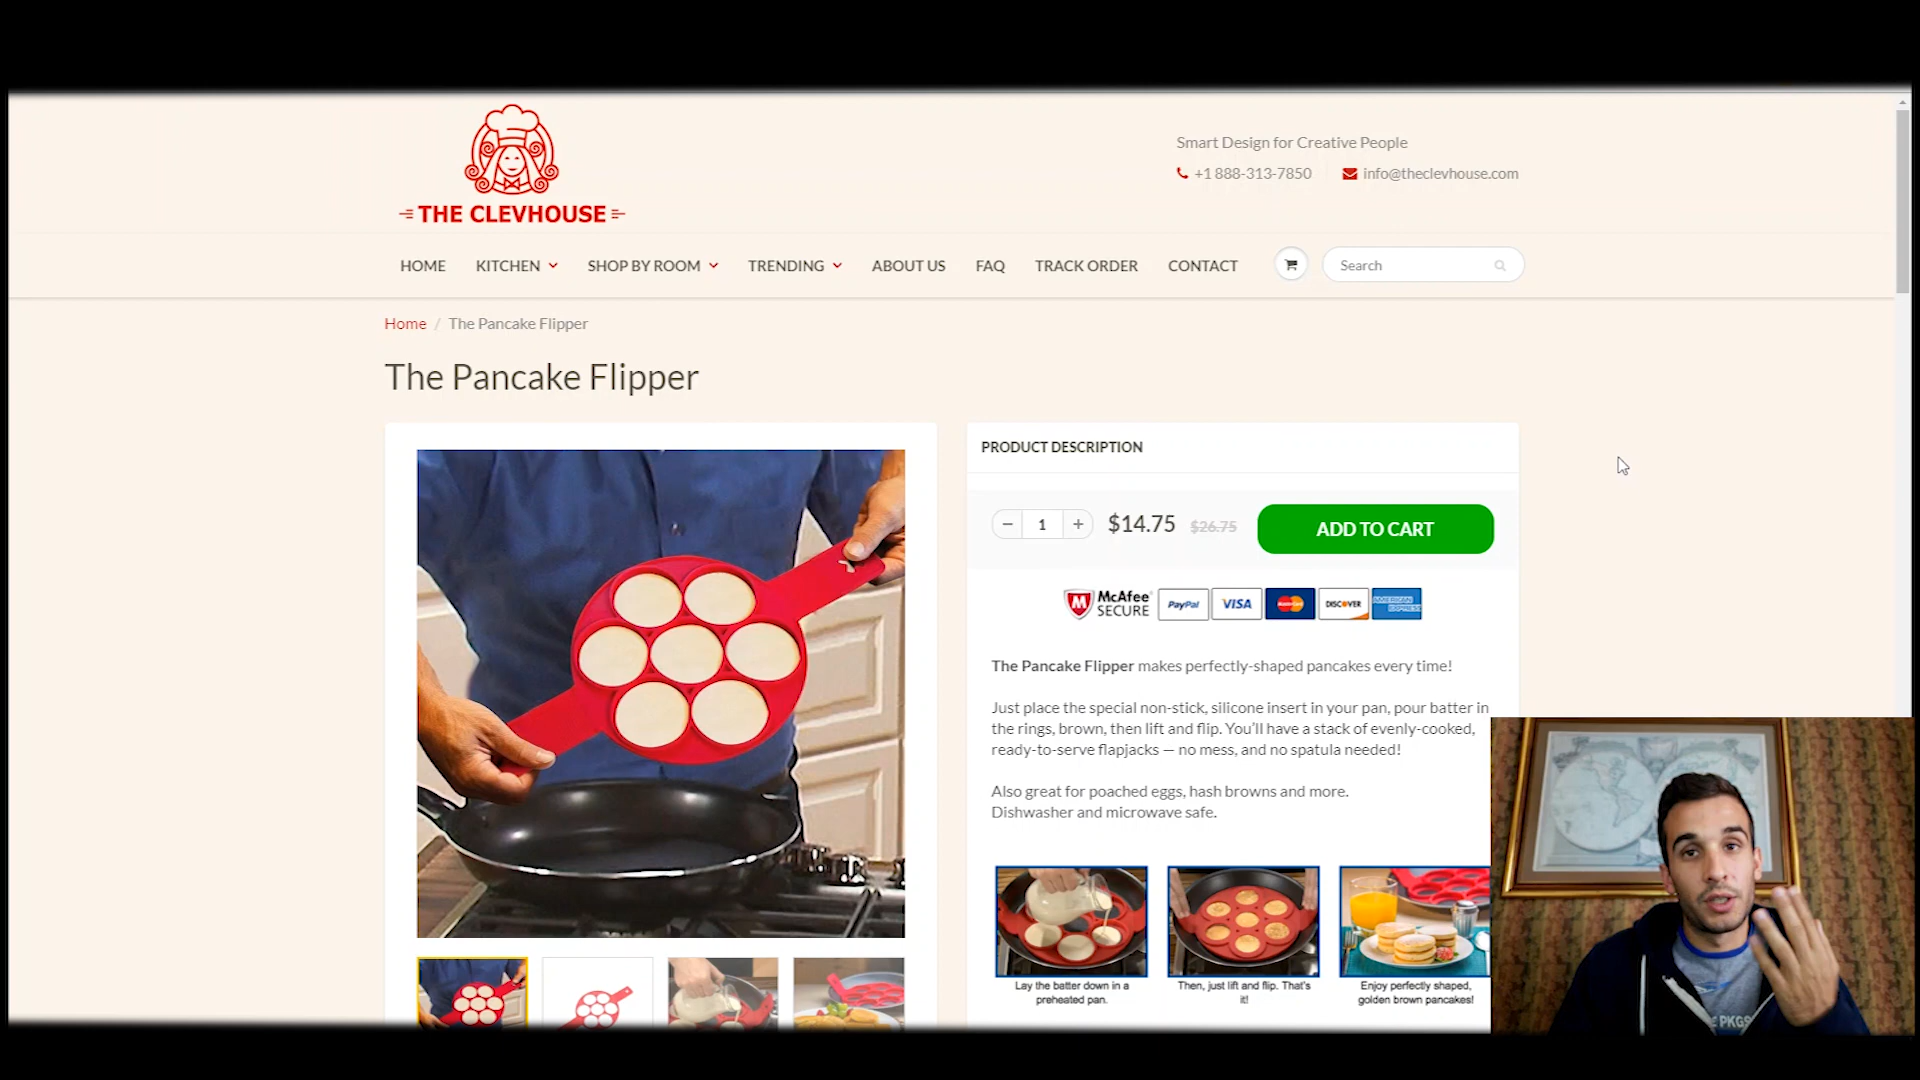 THE CLEVHOUSE
Smart Design for Creative People
+1 888-313-7850 info@theclevhouse.com
HOME KITCHEN SHOP BY ROOM TRENDING ABOUT US FAQ TRACK ORDER CONTACT Search
Home / The Pancake Flipper
The Pancake Flipper
PRODUCT DESCRIPTION
− 1 + $14.75 $26.75 ADD TO CART
McAfee SECURE PayPal VISA MasterCard DISCOVER AMERICAN EXPRESS
The Pancake Flipper makes perfectly-shaped pancakes every time!
Just place the special non-stick, silicone insert in your pan, pour batter in
the rings, brown, then lift and flip. You'll have a stack of evenly-cooked,
ready-to-serve flapjacks — no mess, and no spatula needed!
Also great for poached eggs, hash browns and more.
Dishwasher and microwave safe.
Lay the batter down in a
preheated pan.
Then, just lift and flip. That's
it!
Enjoy perfectly shaped,
golden brown pancakes!
PKGS